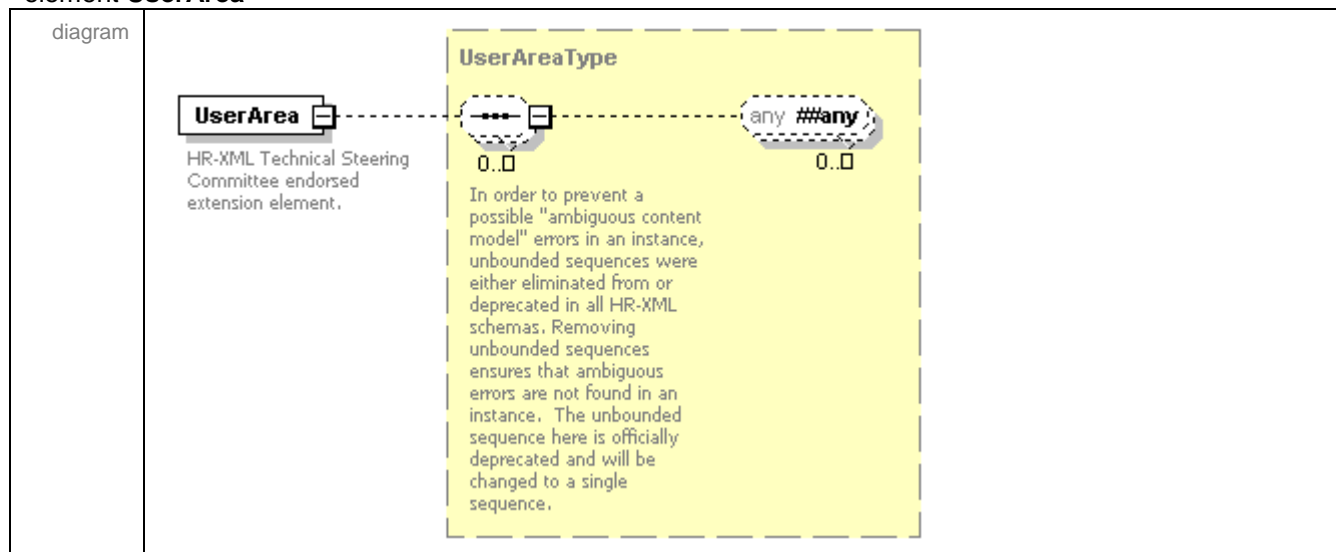 element UserArea
diagram
UserAreaType
UserArea
any ##any
0..□
0..□
HR-XML Technical Steering
Committee endorsed
extension element.
In order to prevent a
possible "ambiguous content
model" errors in an instance,
unbounded sequences were
either eliminated from or
deprecated in all HR-XML
schemas. Removing
unbounded sequences
ensures that ambiguous
errors are not found in an
instance.  The unbounded
sequence here is officially
deprecated and will be
changed to a single
sequence.